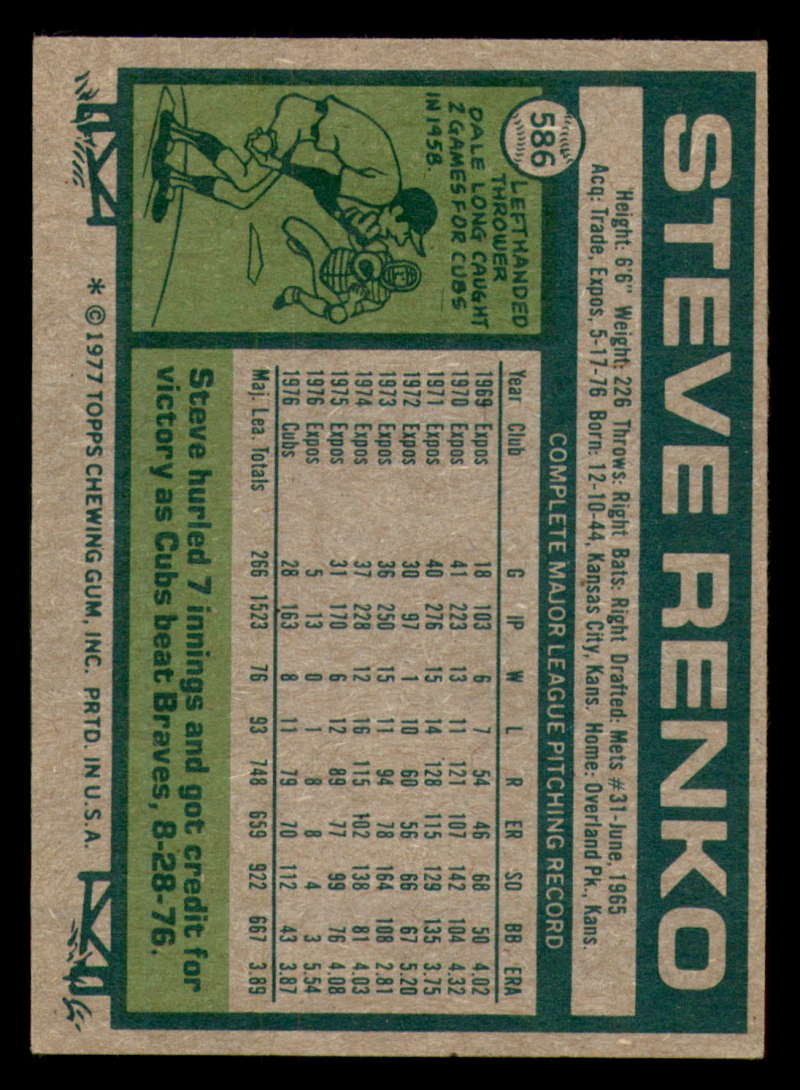 STEVE RENKO
Height: 6'6" Weight: 226 Throws: Right Bats: Right Drafted: Mets #31-June, 1965
Acq: Trade, Expos, 5-17-76 Born: 12-10-44, Kansas City, Kans. Home: Overland Pk., Kans.
586
LEFTHANDED
THROWER
DALE LONG CAUGHT
2 GAMES FOR CUBS
IN 1958.
COMPLETE MAJOR LEAGUE PITCHING RECORD
Year Club G IP W L R ER SO BB ERA
1969 Expos 18 103 6 7 54 46 68 50 4.02
1970 Expos 41 223 13 11 121 107 142 104 4.32
1971 Expos 40 276 15 14 128 115 129 135 3.75
1972 Expos 30 97 1 10 60 56 66 67 5.20
1973 Expos 36 250 15 11 94 78 164 108 2.81
1974 Expos 37 228 12 16 115 102 138 81 4.03
1975 Expos 31 170 6 12 89 77 99 76 4.08
1976 Expos 5 13 0 1 8 8 4 3 5.54
1976 Cubs 28 163 8 11 79 70 112 43 3.87
Maj. Lea. Totals 266 1523 76 93 748 659 922 667 3.89
Steve hurled 7 innings and got credit for
victory as Cubs beat Braves, 8-28-76.
* © 1977 TOPPS CHEWING GUM, INC. PRTD. IN U.S.A.